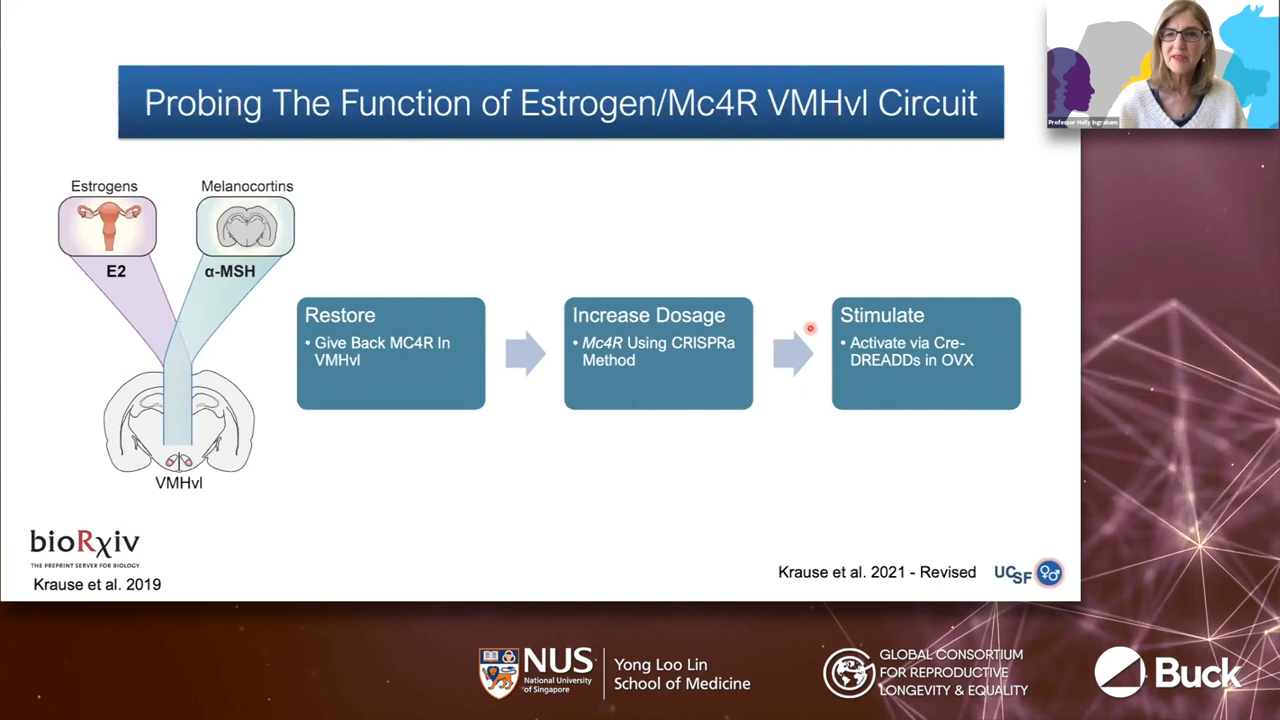 Probing The Function of Estrogen/Mc4R VMHvl Circuit
Professor Holly Ingraham
Estrogens
Melanocortins
E2
α-MSH
VMHvl
Restore
• Give Back MC4R In
VMHvl
Increase Dosage
• Mc4R Using CRISPRa
Method
Stimulate
• Activate via Cre-
DREADDs in OVX
bioRχiv
THE PREPRINT SERVER FOR BIOLOGY
Krause et al. 2019
Krause et al. 2021 - Revised
UCSF
NUS
National University
of Singapore
Yong Loo Lin
School of Medicine
GLOBAL CONSORTIUM
FOR REPRODUCTIVE
LONGEVITY & EQUALITY
Buck